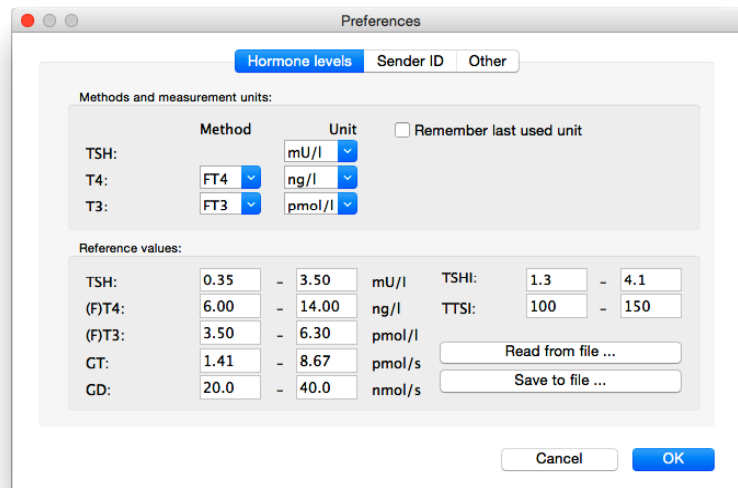 Preferences
Hormone levels Sender ID Other
Methods and measurement units:
Method Unit Remember last used unit
TSH: mU/l
T4: FT4 ng/l
T3: FT3 pmol/l
Reference values:
TSH: 0.35 - 3.50 mU/l TSHI: 1.3 - 4.1
(F)T4: 6.00 - 14.00 ng/l TTSI: 100 - 150
(F)T3: 3.50 - 6.30 pmol/l
Read from file ...
GT: 1.41 - 8.67 pmol/s
Save to file ...
GD: 20.0 - 40.0 nmol/s
Cancel OK